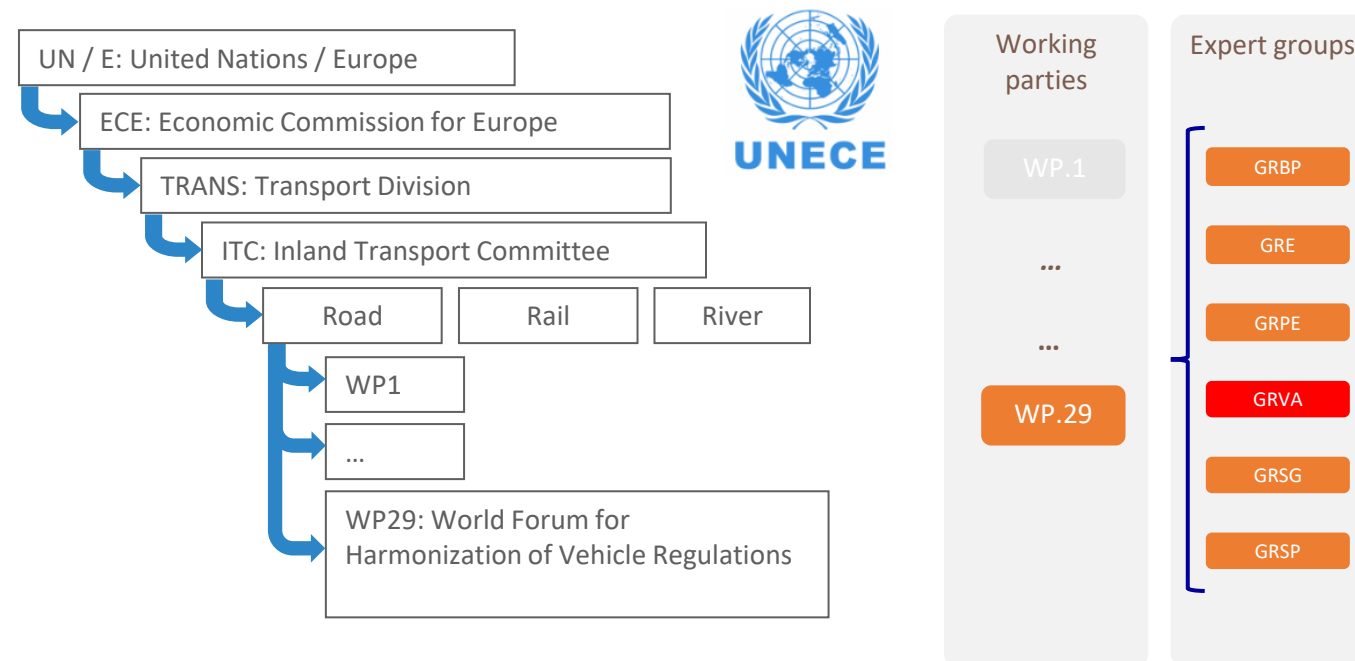 UN / E: United Nations / Europe
ECE: Economic Commission for Europe
TRANS: Transport Division
ITC: Inland Transport Committee
Road
Rail
River
WP1
...
WP29: World Forum for
Harmonization of Vehicle Regulations
UNECE
Working
parties
WP.1
...
...
WP.29
Expert groups
GRBP
GRE
GRPE
GRVA
GRSG
GRSP